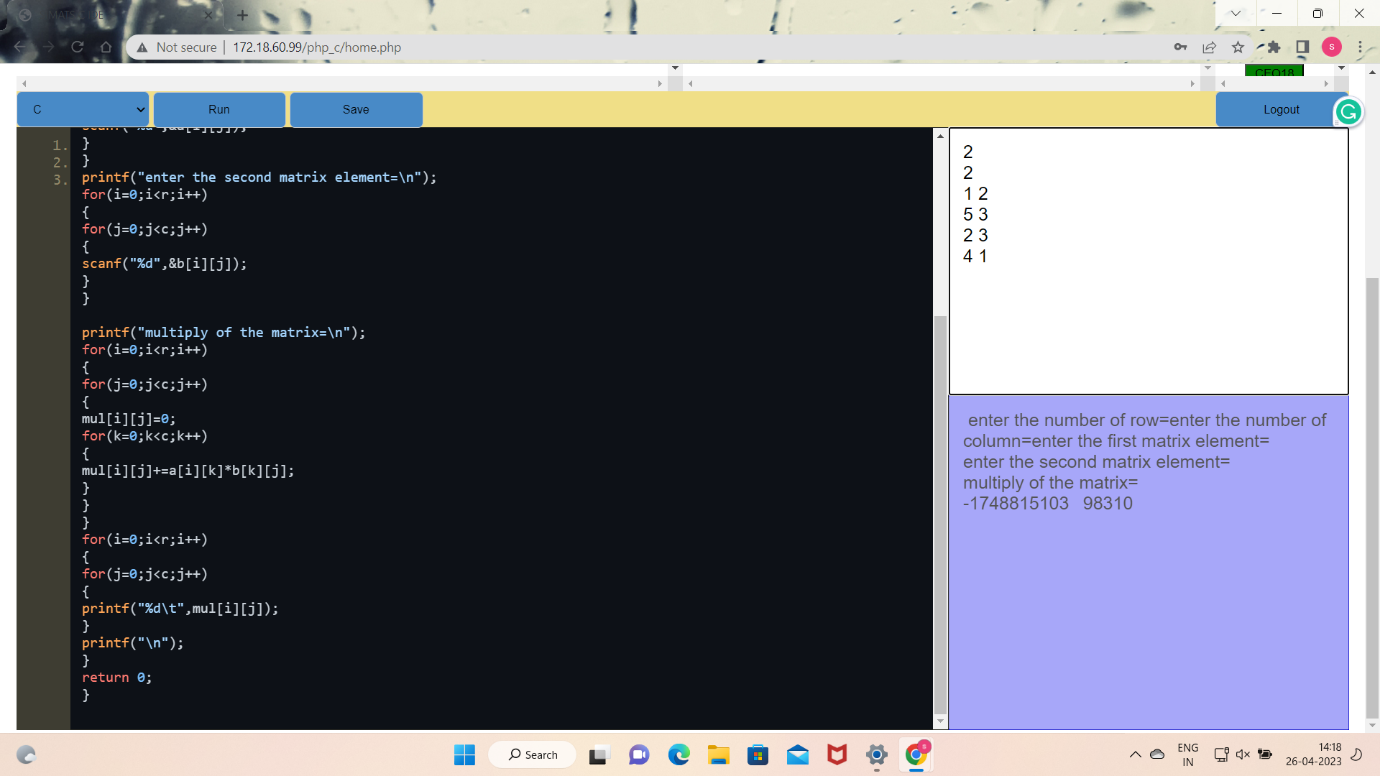 Not secure | 172.18.60.99/php_c/home.php
S
CEO18
C
Run
Save
Logout
1. }
2. }
3. printf("enter the second matrix element=\n");
for(i=0;i<r;i++)
{
for(j=0;j<c;j++)
{
scanf("%d",&b[i][j]);
}
}
printf("multiply of the matrix=\n");
for(i=0;i<r;i++)
{
for(j=0;j<c;j++)
{
mul[i][j]=0;
for(k=0;k<c;k++)
{
mul[i][j]+=a[i][k]*b[k][j];
}
}
}
for(i=0;i<r;i++)
{
for(j=0;j<c;j++)
{
printf("%d\t",mul[i][j]);
}
printf("\n");
}
return 0;
}
2
2
1 2
5 3
2 3
4 1
enter the number of row=enter the number of
column=enter the first matrix element=
enter the second matrix element=
multiply of the matrix=
-1748815103 98310
Search
ENG
IN
14:18
26-04-2023